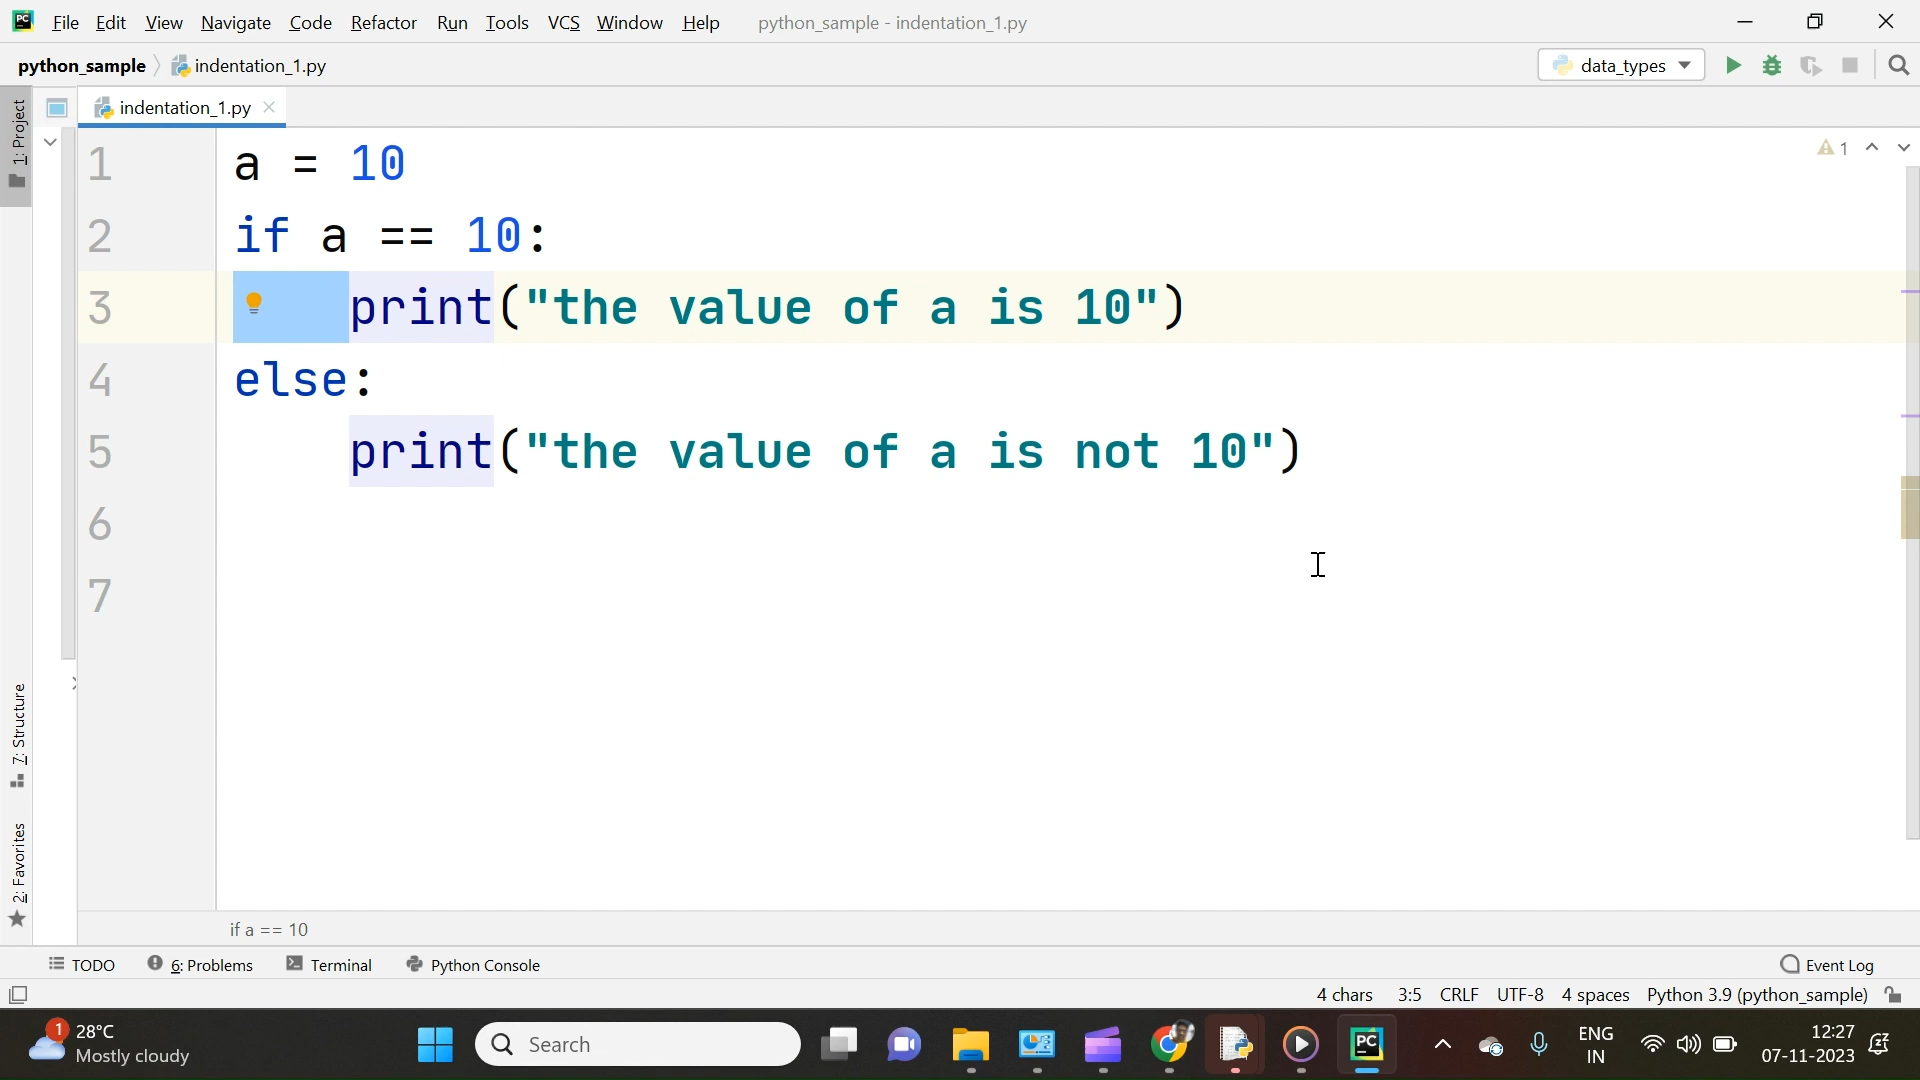 PC File Edit View Navigate Code Refactor Run Tools VCS Window Help python_sample - indentation_1.py
python_sample indentation_1.py data_types
1: Project indentation_1.py
1 a = 10 1
2 if a == 10:
3 print("the value of a is 10")
4 else:
5 print("the value of a is not 10")
6
7
7: Structure
2: Favorites
if a == 10
TODO 6: Problems Terminal Python Console Event Log
4 chars 3:5 CRLF UTF-8 4 spaces Python 3.9 (python_sample)
1 28°C Search PC ENG 12:27
Mostly cloudy IN 07-11-2023